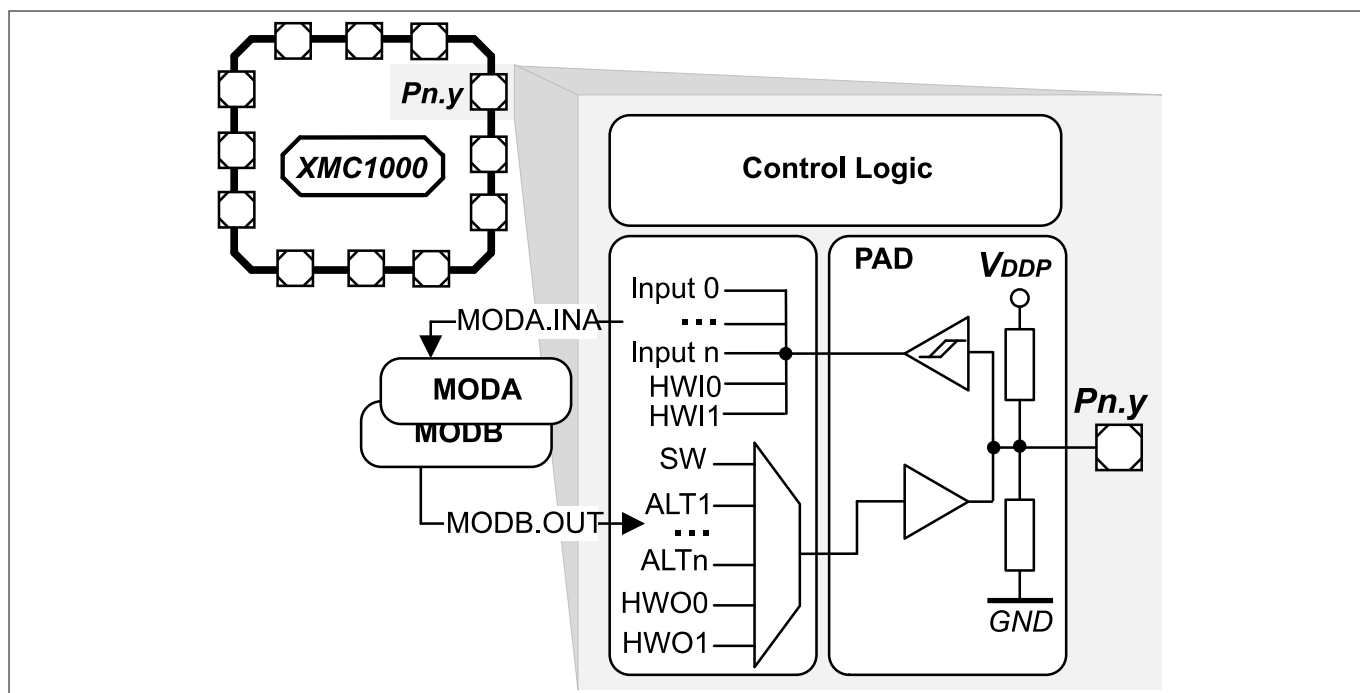 Pn.y
XMC1000
Control Logic
PAD
VDDP
Input 0
MODA.INA
...
Input n
HWI0
HWI1
MODA
MODB
Pn.y
SW
ALT1
MODB.OUT
...
ALTn
HWO0
HWO1
GND